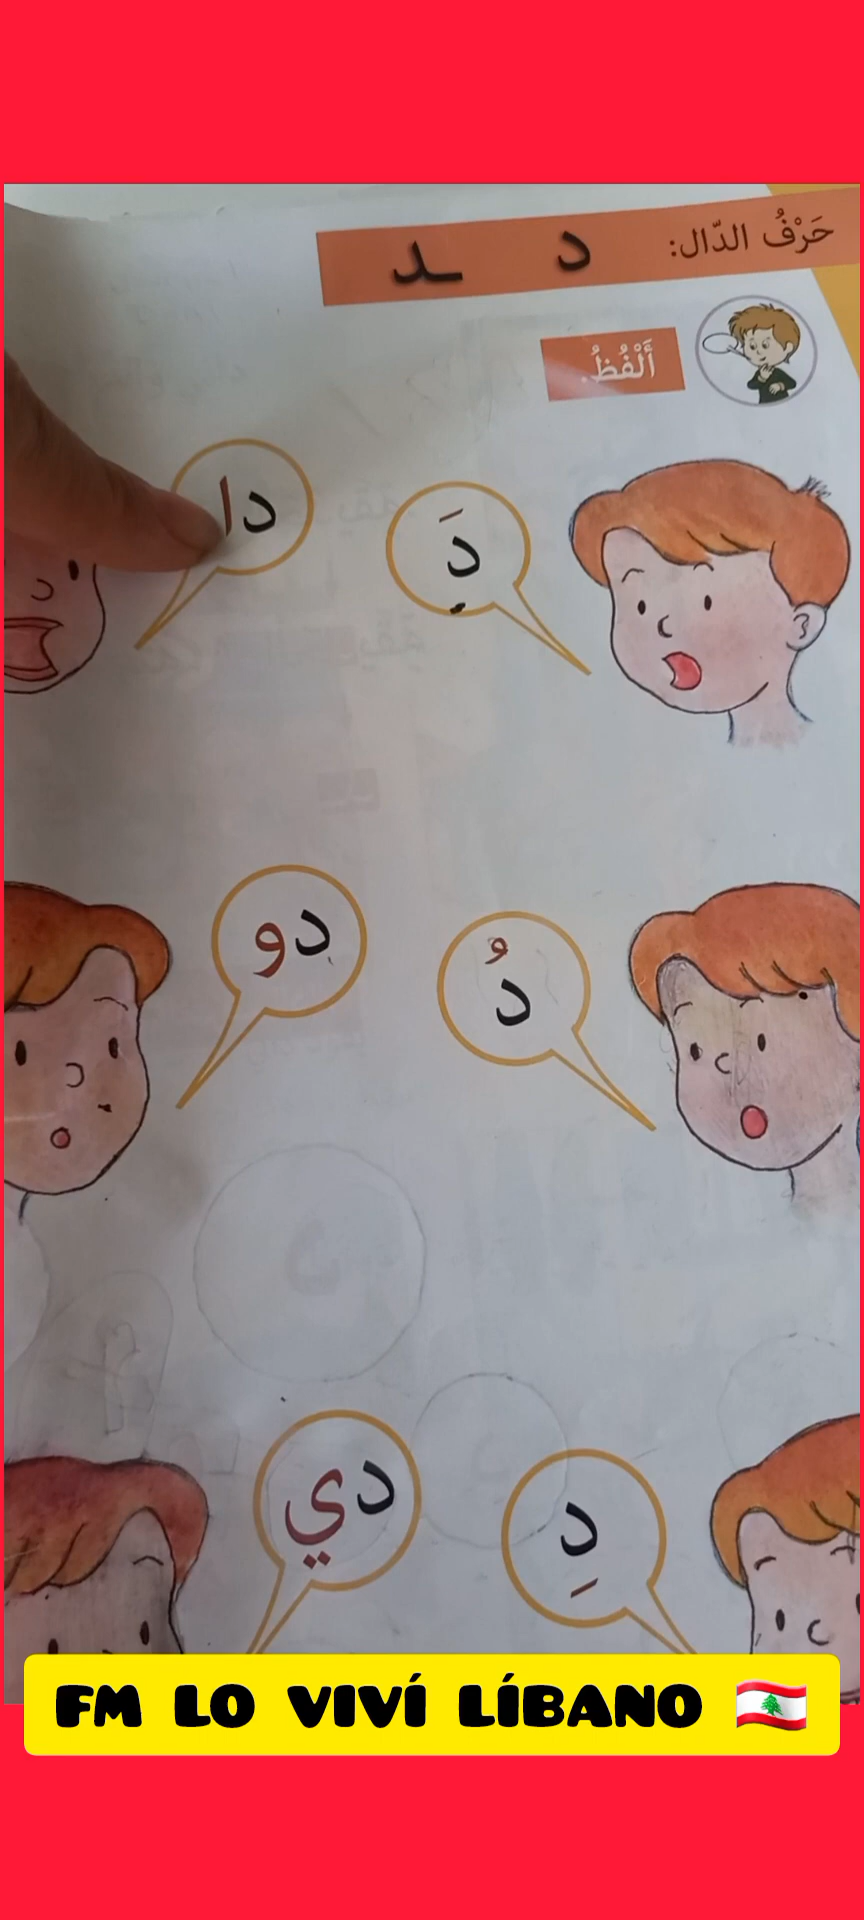 حَرْفُ الدّال: د ـد
أَلْفُظُ.
دَ دا
دُ دو
دِ دي
FM LO VIVÍ LÍBANO 🇱🇧